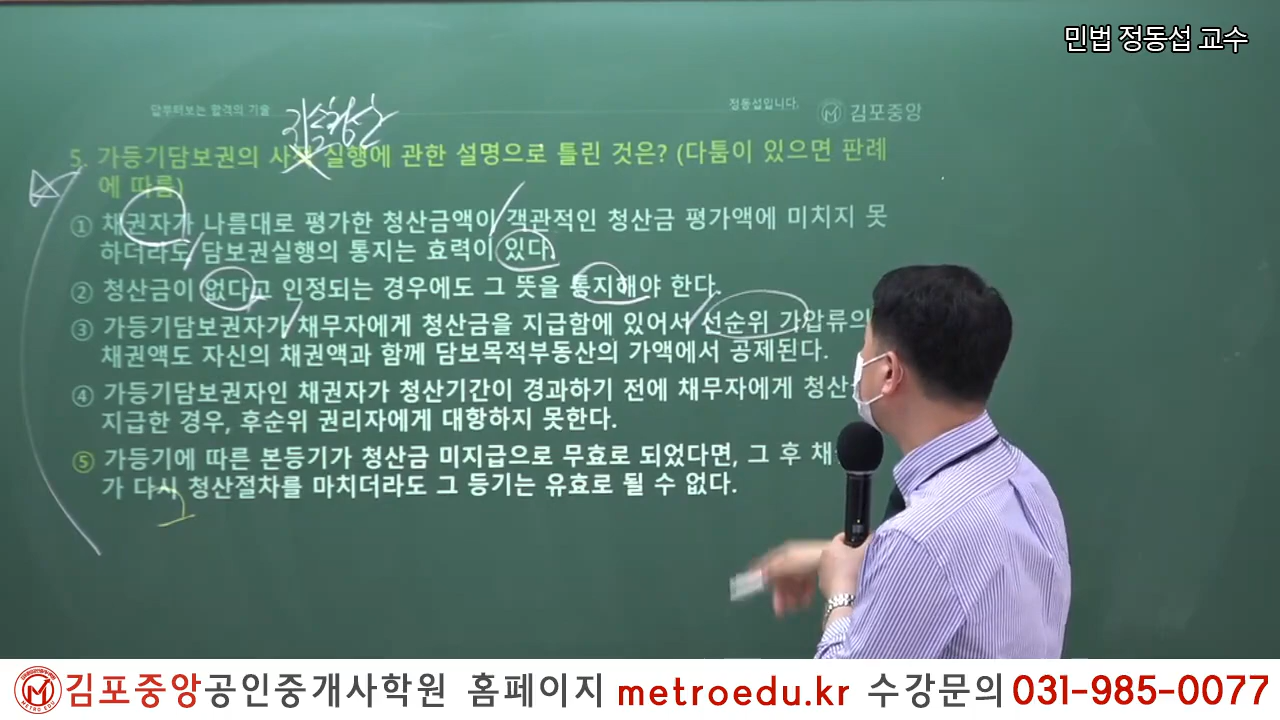 민법 정동섭 교수
답부터보는 합격의 기술
정동섭입니다.
김포중앙
귀속청산
5. 가등기담보권의 사적 실행에 관한 설명으로 틀린 것은? (다툼이 있으면 판례
에 따름)
① 채권자가 나름대로 평가한 청산금액이 객관적인 청산금 평가액에 미치지 못
하더라도 담보권실행의 통지는 효력이 있다.
② 청산금이 없다고 인정되는 경우에도 그 뜻을 통지해야 한다.
③ 가등기담보권자가 채무자에게 청산금을 지급함에 있어서 선순위 가압류의
채권액도 자신의 채권액과 함께 담보목적부동산의 가액에서 공제된다.
④ 가등기담보권자인 채권자가 청산기간이 경과하기 전에 채무자에게 청산
지급한 경우, 후순위 권리자에게 대항하지 못한다.
⑤ 가등기에 따른 본등기가 청산금 미지급으로 무효로 되었다면, 그 후 채
가 다시 청산절차를 마치더라도 그 등기는 유효로 될 수 없다.
METRO EDU
김포중앙공인중개사학원 홈페이지 metroedu.kr 수강문의 031-985-0077